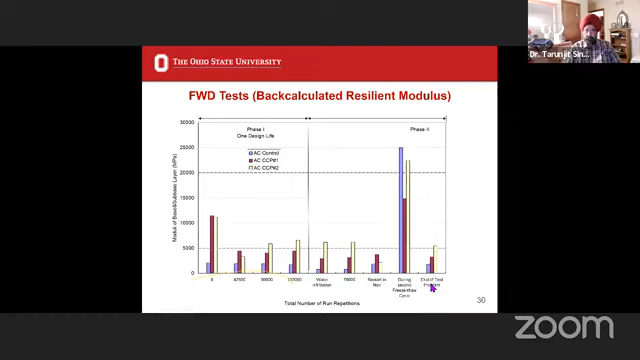 THE OHIO STATE UNIVERSITY
Dr. Tarunjit Sin...
FWD Tests (Backcalculated Resilient Modulus)
Phase I
One Design Life
Phase II
AC Control
AC CCP#1
AC CCP#2
Moduli of Base&Subbase Layer (MPa)
30000
25000
20000
15000
10000
5000
0
0
Water
infiltration
Restart in
Nov
During
second
Freeze-thaw
Cycle
End of Test
Total Number of Run Repetitions
30
zoom